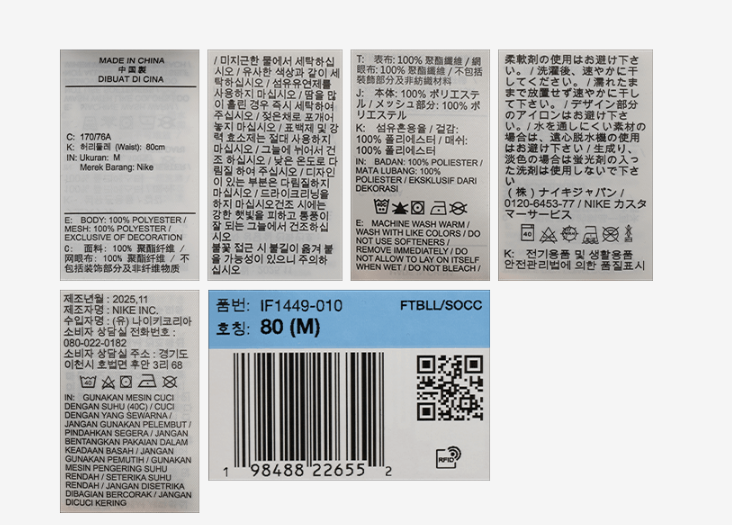 MADE IN CHINA
中国製
DIBUAT DI CINA
C: 170/76A
K: 허리둘레 (Waist): 80cm
IN: Ukuran: M
Merek Barang: Nike
E: BODY: 100% POLYESTER /
MESH: 100% POLYESTER /
EXCLUSIVE OF DECORATION
C: 面料: 100% 聚酯纤维 /
网眼布: 100% 聚酯纤维 / 不
包括装饰部分及非纤维物质
/ 미지근한 물에서 세탁하십
시오 / 유사한 색상과 같이 세
탁하십시오 / 섬유유연제를
사용하지 마십시오 / 땀을 많
이 흘린 경우 즉시 세탁하여
주십시오 / 젖은채로 포개어
놓지 마십시오 / 표백제 및 강
력 효소제는 절대 사용하지
마십시오 / 그늘에 뉘어서 건
조 하십시오 / 낮은 온도로 다
림질 하여 주십시오 / 디자인
이 있는 부분은 다림질하지
마십시오 / 드라이크리닝을
하지 마십시오건조 시에는
강한 햇빛을 피하고 통풍이
잘 되는 그늘에서 건조하십
시오
불꽃 접근 시 불길이 옮겨 붙
을 가능성이 있으니 주의하
십시오
T: 表布: 100% 聚酯纖維 / 網
眼布: 100% 聚酯纖維 / 不包括
裝飾部分及非紡織材料
J: 本体: 100% ポリエステ
ル / メッシュ部分: 100% ポ
リエステル
K: 섬유혼용율 / 겉감:
100% 폴리에스터 / 매쉬:
100% 폴리에스터
IN: BADAN: 100% POLIESTER /
MATA LUBANG: 100%
POLIESTER / EKSKLUSIF DARI
DEKORASI
E: MACHINE WASH WARM /
WASH WITH LIKE COLORS / DO
NOT USE SOFTENERS /
REMOVE IMMEDIATELY / DO
NOT ALLOW TO LAY ON ITSELF
WHEN WET / DO NOT BLEACH /
柔軟剤の使用はお避け下さ
い。 / 洗濯後、速やかに干し
てください。 / 濡れたま
まで放置せず速やかに干し
て下さい。 / デザイン部分
のアイロンはお避け下さ
い。 / 水を通しにくい素材の
場合は、遠心脱水機の使用
はお避け下さい / 生成り、
淡色の場合は蛍光剤の入っ
た洗剤は使用しないで下さ
い
(株) ナイキジャパン /
0120-6453-77 / NIKE カスタ
マーサービス
40
K: 전기용품 및 생활용품
안전관리법에 의한 품질표시
제조년월 : 2025,11
제조자명 : NIKE INC.
수입자명 : (유) 나이키코리아
소비자 상담실 전화번호 :
080-022-0182
소비자 상담실 주소 : 경기도
이천시 호법면 후안 3리 68
IN: GUNAKAN MESIN CUCI
DENGAN SUHU (40C) / CUCI
DENGAN YANG SEWARNA /
JANGAN GUNAKAN PELEMBUT /
PINDAHKAN SEGERA / JANGAN
BENTANGKAN PAKAIAN DALAM
KEADAAN BASAH / JANGAN
GUNAKAN PEMUTIH / GUNAKAN
MESIN PENGERING SUHU
RENDAH / SETERIKA SUHU
RENDAH / JANGAN DISETRIKA
DIBAGIAN BERCORAK / JANGAN
DICUCI KERING
품번: IF1449-010 FTBLL/SOCC
호칭: 80 (M)
1 98488 22655 2
RFID